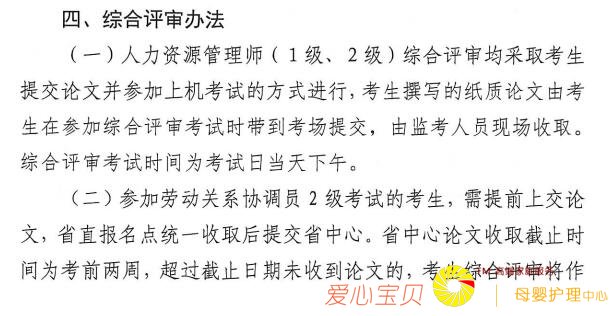 四、综合评审办法
（一）人力资源管理师（1级、2级）综合评审均采取考生
提交论文并参加上机考试的方式进行，考生撰写的纸质论文由考
生在参加综合评审考试时带到考场提交，由监考人员现场收取。
综合评审考试时间为考试日当天下午。
（二）参加劳动关系协调员2级考试的考生，需提前上交论
文，省直报名点统一收取后提交省中心。省中心论文收取截止时
间为考前两周，超过截止日期未收到论文的，考生综合评审将作
爱心宝贝
母婴护理中心